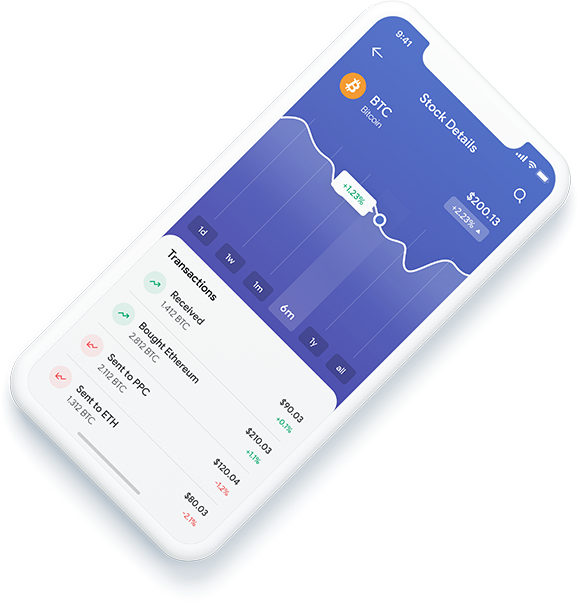 9:41
Stock Details
BTC
Bitcoin
$200.13
+2.23%
+1.23%
1d
1w
1m
6m
1y
all
Transactions
Received
1.412 BTC
$90.03
+0.1%
Bought Ethereum
2.812 BTC
$210.03
+1.1%
Sent to PPC
2.112 BTC
$120.04
-1.2%
Sent to ETH
1.312 BTC
$80.03
-2.1%